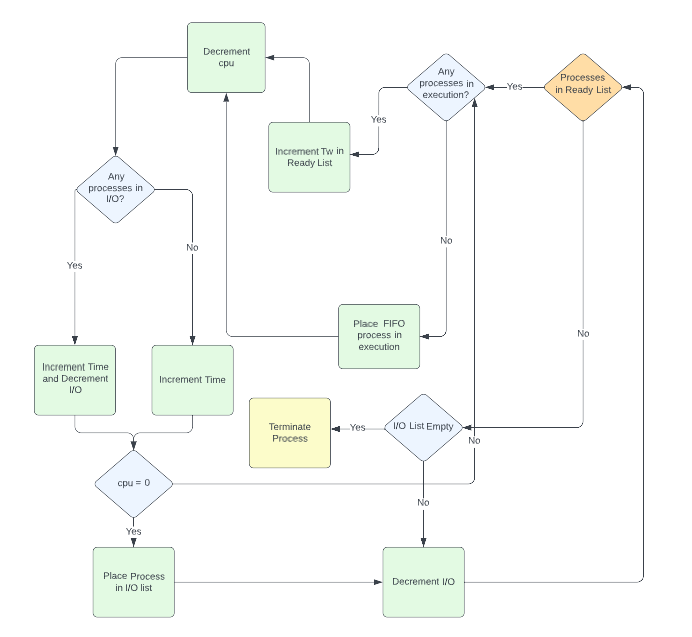 Decrement
cpu
Any
processes in
execution?
Processes
in Ready List
Yes
Yes
Increment Tw in
Ready List
Any
processes in
I/O?
No
No
Yes
Place FIFO
process in
execution
No
Increment Time
and Decrement
I/O
Increment Time
Terminate
Process
Yes
I/O List Empty
No
cpu = 0
No
Yes
Place Process
in I/O list
Decrement I/O